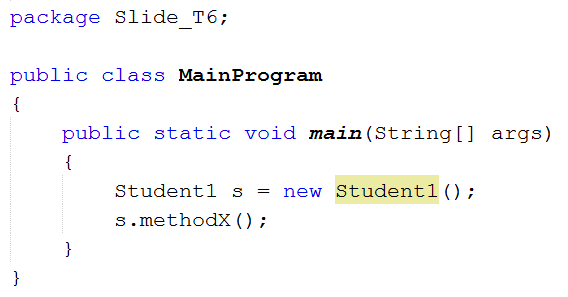 package Slide_T6;
public class MainProgram
{
public static void main(String[] args)
{
Student1 s = new Student1();
s.methodX();
}
}